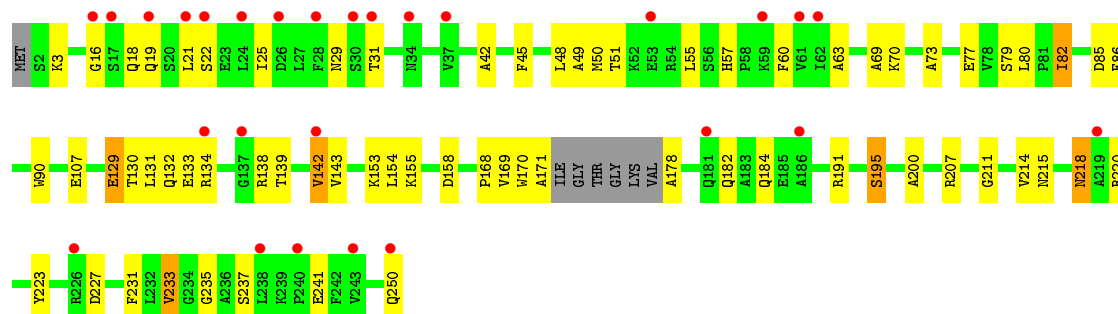 MET S2 K3 G16 S17 Q18 Q19 S20 L21 S22 E23 L24 I25 D26 L27 F28 N29 S30 T31 N34 V37 A42 F45 L48 A49 M50 T51 K52 E53 R54 L55 S56 H57 P58 K59 F60 V61 I62 A63 A69 K70 A73 E77 V78 S79 L80 P81 I82 D85
W90 E107 E129 T130 L131 Q132 E133 R134 G137 R138 T139 V142 V143 K153 L154 K155 D158 P168 V169 W170 A171 ILE GLY THR GLY LYS VAL A178 Q181 Q182 A183 Q184 E185 A186 R191 S195 A200 R207 G211 V214 N215 N218 A219
Y223 R226 D227 F231 L232 V233 G234 G235 A236 S237 L238 K239 P240 E241 F242 V243 Q250